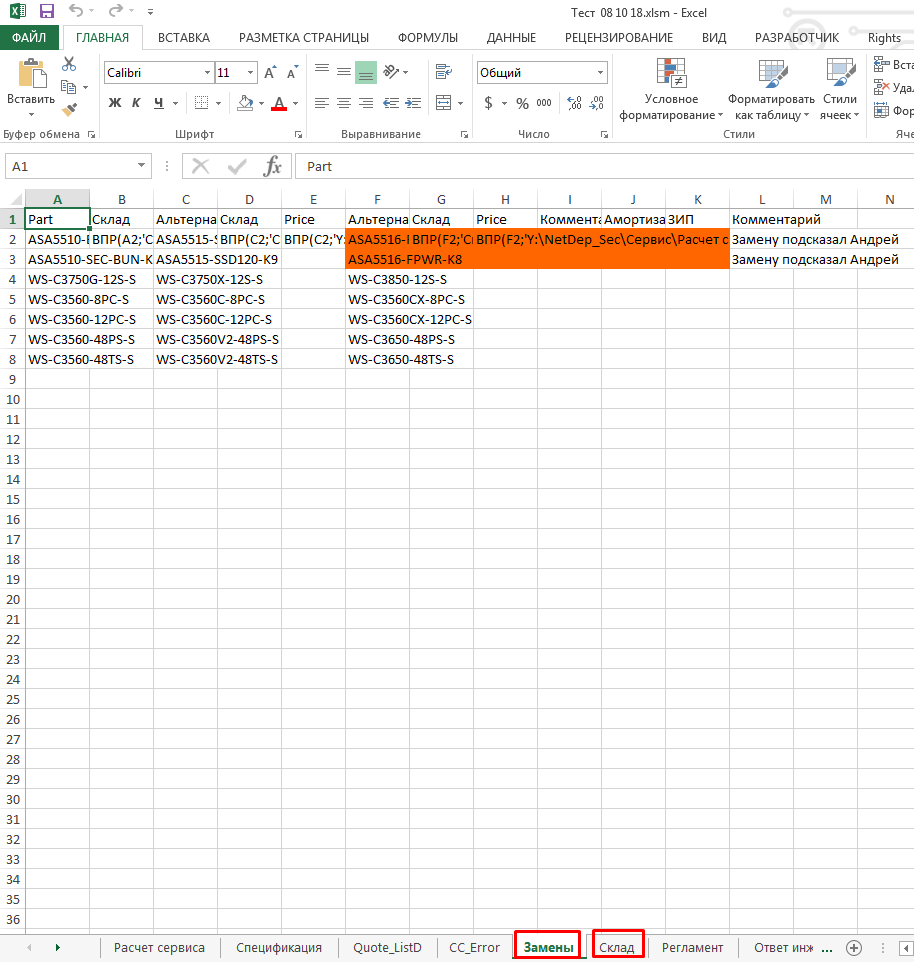 Тест 08 10 18.xlsm - Excel
ФАЙЛ ГЛАВНАЯ ВСТАВКА РАЗМЕТКА СТРАНИЦЫ ФОРМУЛЫ ДАННЫЕ РЕЦЕНЗИРОВАНИЕ ВИД РАЗРАБОТЧИК Rights
Calibri 11 Общий Вста
Вставить Ж К Ч А $ % 000 Условное форматирование Форматировать как таблицу Стили ячеек Удал
Фор
Буфер обмена Шрифт Выравнивание Число Стили Яче
A1 fx Part
A B C D E F G H I J K L M N
1 Part Склад Альтерна Склад Price Альтерна Склад Price Коммента Амортиза ЗИП Комментарий
2 ASA5510- ВПР(A2;'С ASA5515- ВПР(C2;'С ВПР(C2;'Y: ASA5516- ВПР(F2;'С ВПР(F2;'Y:\NetDep_Sec\Сервис\Расчет с Замену подсказал Андрей
3 ASA5510-SEC-BUN-K ASA5515-SSD120-K9 ASA5516-FPWR-K8 Замену подсказал Андрей
4 WS-C3750G-12S-S WS-C3750X-12S-S WS-C3850-12S-S
5 WS-C3560-8PC-S WS-C3560C-8PC-S WS-C3560CX-8PC-S
6 WS-C3560-12PC-S WS-C3560C-12PC-S WS-C3560CX-12PC-S
7 WS-C3560-48PS-S WS-C3560V2-48PS-S WS-C3650-48PS-S
8 WS-C3560-48TS-S WS-C3560V2-48TS-S WS-C3650-48TS-S
9
10
11
12
13
14
15
16
17
18
19
20
21
22
23
24
25
26
27
28
29
30
31
32
33
34
35
36
Расчет сервиса Спецификация Quote_ListD CC_Error Замены Склад Регламент Ответ инж ...